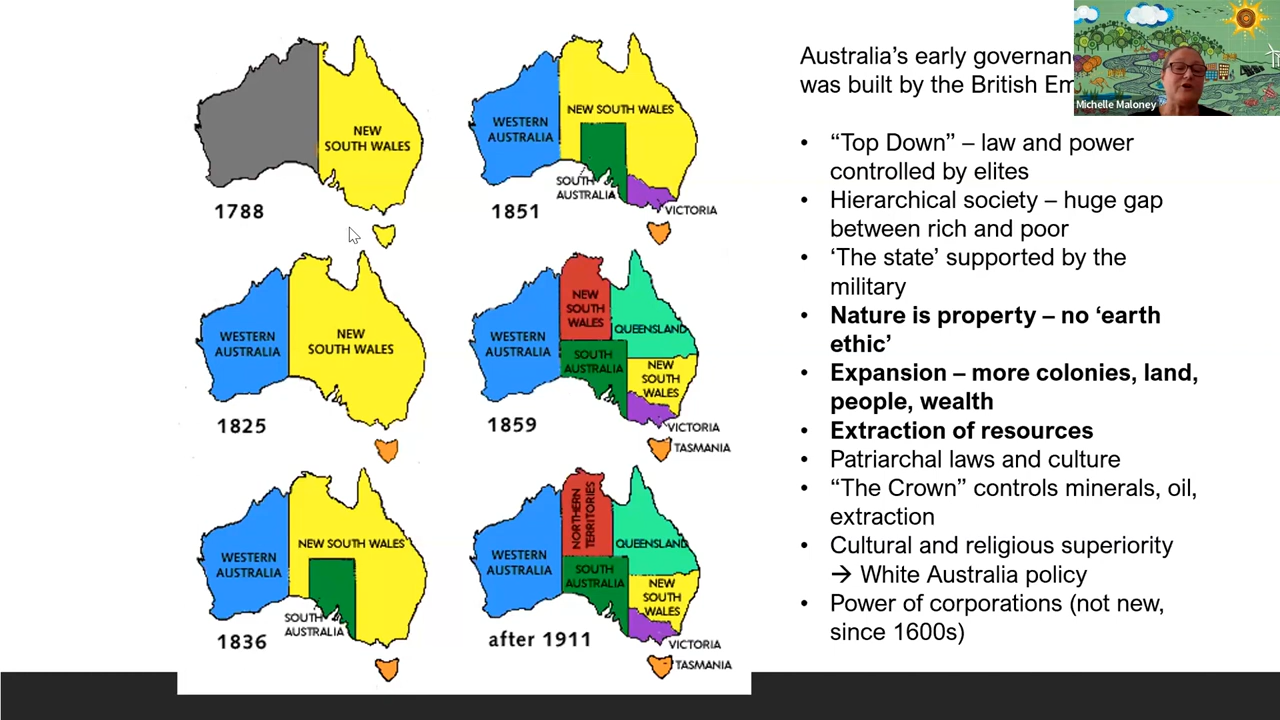 NEW
SOUTH WALES
1788
WESTERN
AUSTRALIA
NEW SOUTH WALES
SOUTH
AUSTRALIA
VICTORIA
1851
WESTERN
AUSTRALIA
NEW
SOUTH WALES
1825
WESTERN
AUSTRALIA
NEW
SOUTH
WALES
QUEENSLAND
SOUTH
AUSTRALIA
NEW
SOUTH
WALES
VICTORIA
TASMANIA
1859
WESTERN
AUSTRALIA
NEW SOUTH WALES
SOUTH
AUSTRALIA
1836
WESTERN
AUSTRALIA
NORTHERN
TERRITORIES
QUEENSLAND
SOUTH
AUSTRALIA
NEW
SOUTH
WALES
VICTORIA
TASMANIA
after 1911
Australia’s early
was built by the British
• “Top Down” – law and power
controlled by elites
• Hierarchical society – huge gap
between rich and poor
• ‘The state’ supported by the
military
• Nature is property – no ‘earth
ethic’
• Expansion – more colonies, land,
people, wealth
• Extraction of resources
• Patriarchal laws and culture
• “The Crown” controls minerals, oil,
extraction
• Cultural and religious superiority
→ White Australia policy
• Power of corporations (not new,
since 1600s)
Michelle Maloney